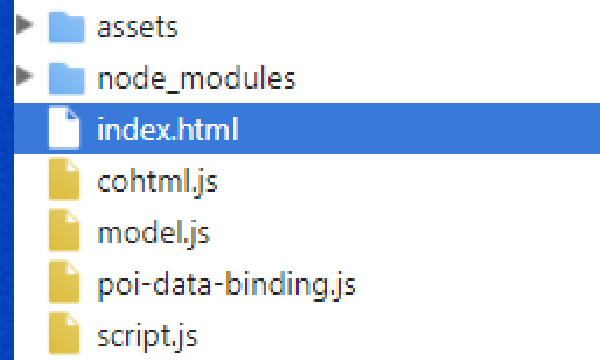 assets
node_modules
index.html
cohtml.js
model.js
poi-data-binding.js
script.js